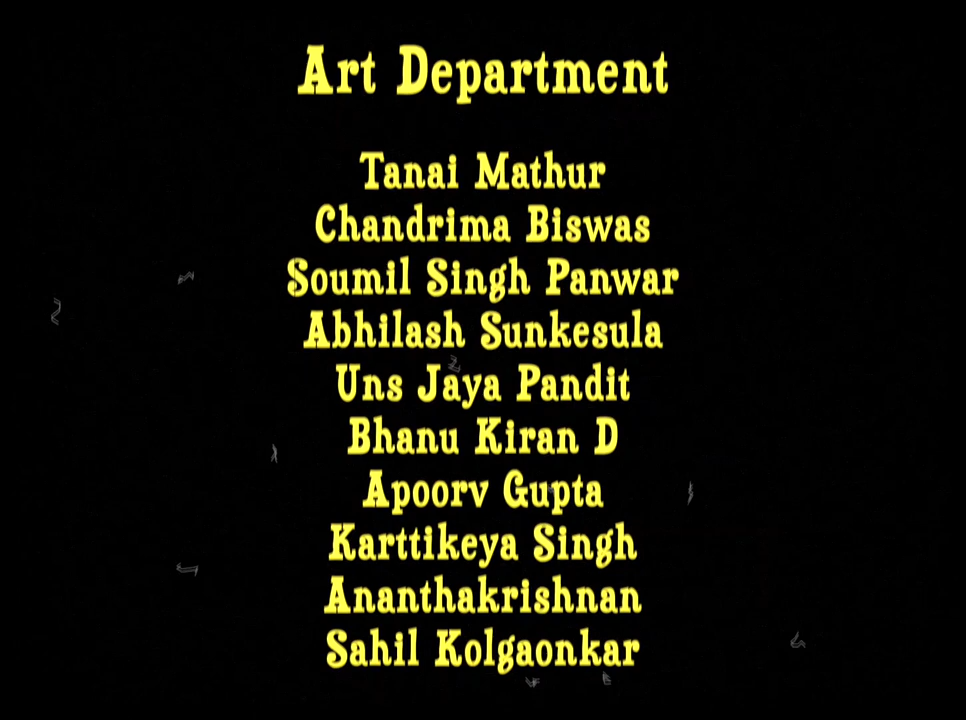 Art Department
Tanai Mathur
Chandrima Biswas
Soumil Singh Panwar
Abhilash Sunkesula
Uns Jaya Pandit
Bhanu Kiran D
Apoorv Gupta
Karttikeya Singh
Ananthakrishnan
Sahil Kolgaonkar